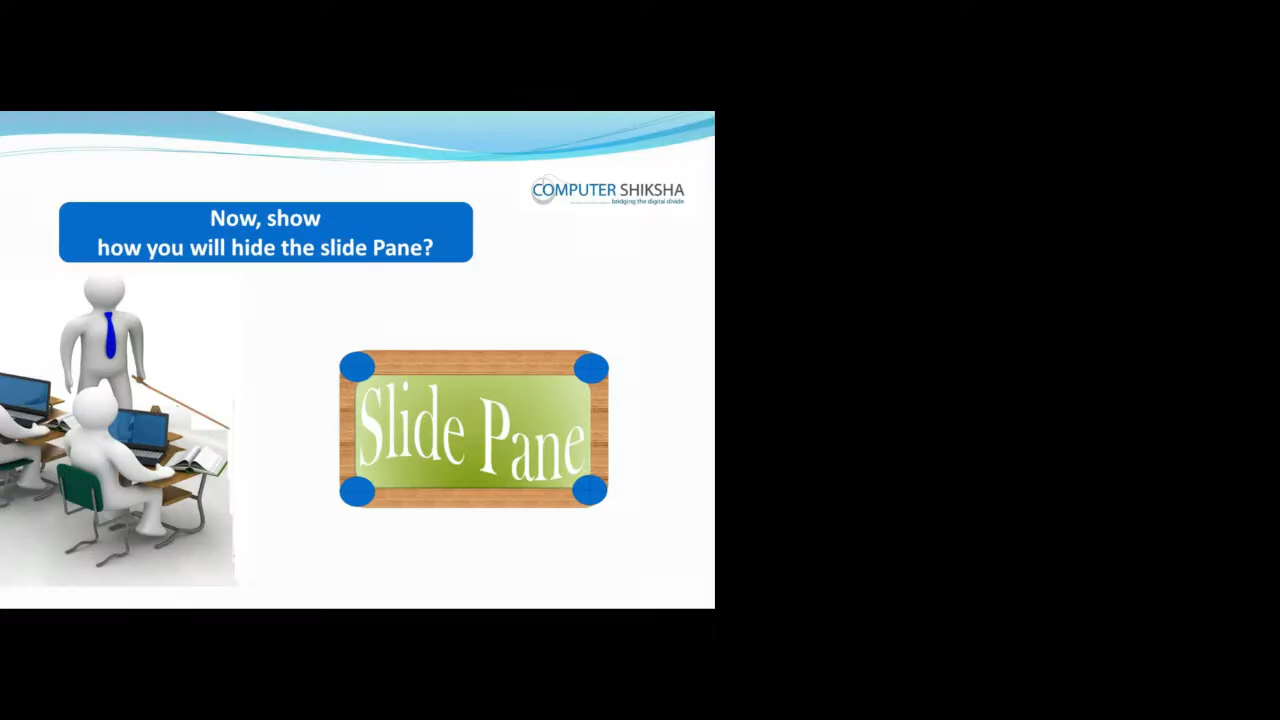 COMPUTER SHIKSHA
bridging the digital divide
Now, show
how you will hide the slide Pane?
Slide Pane